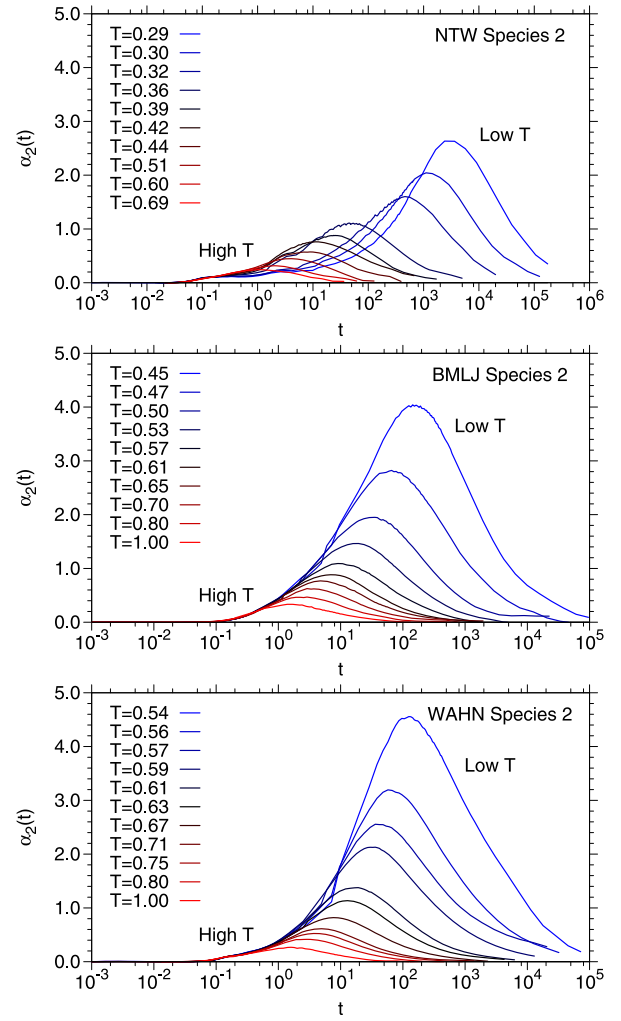 5.0
T=0.29
NTW Species 2
T=0.30
4.0
T=0.32
T=0.36
T=0.39
3.0
T=0.42
Low T
T=0.44
α₂(t)
2.0
T=0.51
T=0.60
T=0.69
1.0
High T
0.0
10⁻³ 10⁻² 10⁻¹ 10⁰ 10¹ 10² 10³ 10⁴ 10⁵ 10⁶
t
5.0
T=0.45
BMLJ Species 2
T=0.47
4.0
T=0.50
Low T
T=0.53
3.0
T=0.57
T=0.61
α₂(t)
T=0.65
2.0
T=0.70
T=0.80
T=1.00
1.0
High T
0.0
10⁻³ 10⁻² 10⁻¹ 10⁰ 10¹ 10² 10³ 10⁴ 10⁵
t
5.0
T=0.54
WAHN Species 2
T=0.56
4.0
T=0.57
T=0.59
Low T
T=0.61
3.0
T=0.63
T=0.67
α₂(t)
T=0.71
2.0
T=0.75
T=0.80
T=1.00
1.0
High T
0.0
10⁻³ 10⁻² 10⁻¹ 10⁰ 10¹ 10² 10³ 10⁴ 10⁵
t